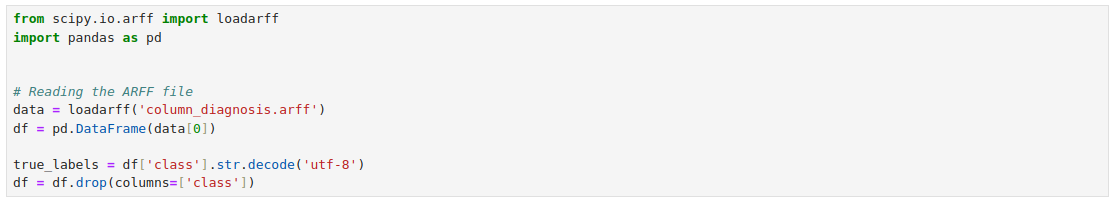 from scipy.io.arff import loadarff
import pandas as pd
# Reading the ARFF file
data = loadarff('column_diagnosis.arff')
df = pd.DataFrame(data[0])
true_labels = df['class'].str.decode('utf-8')
df = df.drop(columns=['class'])